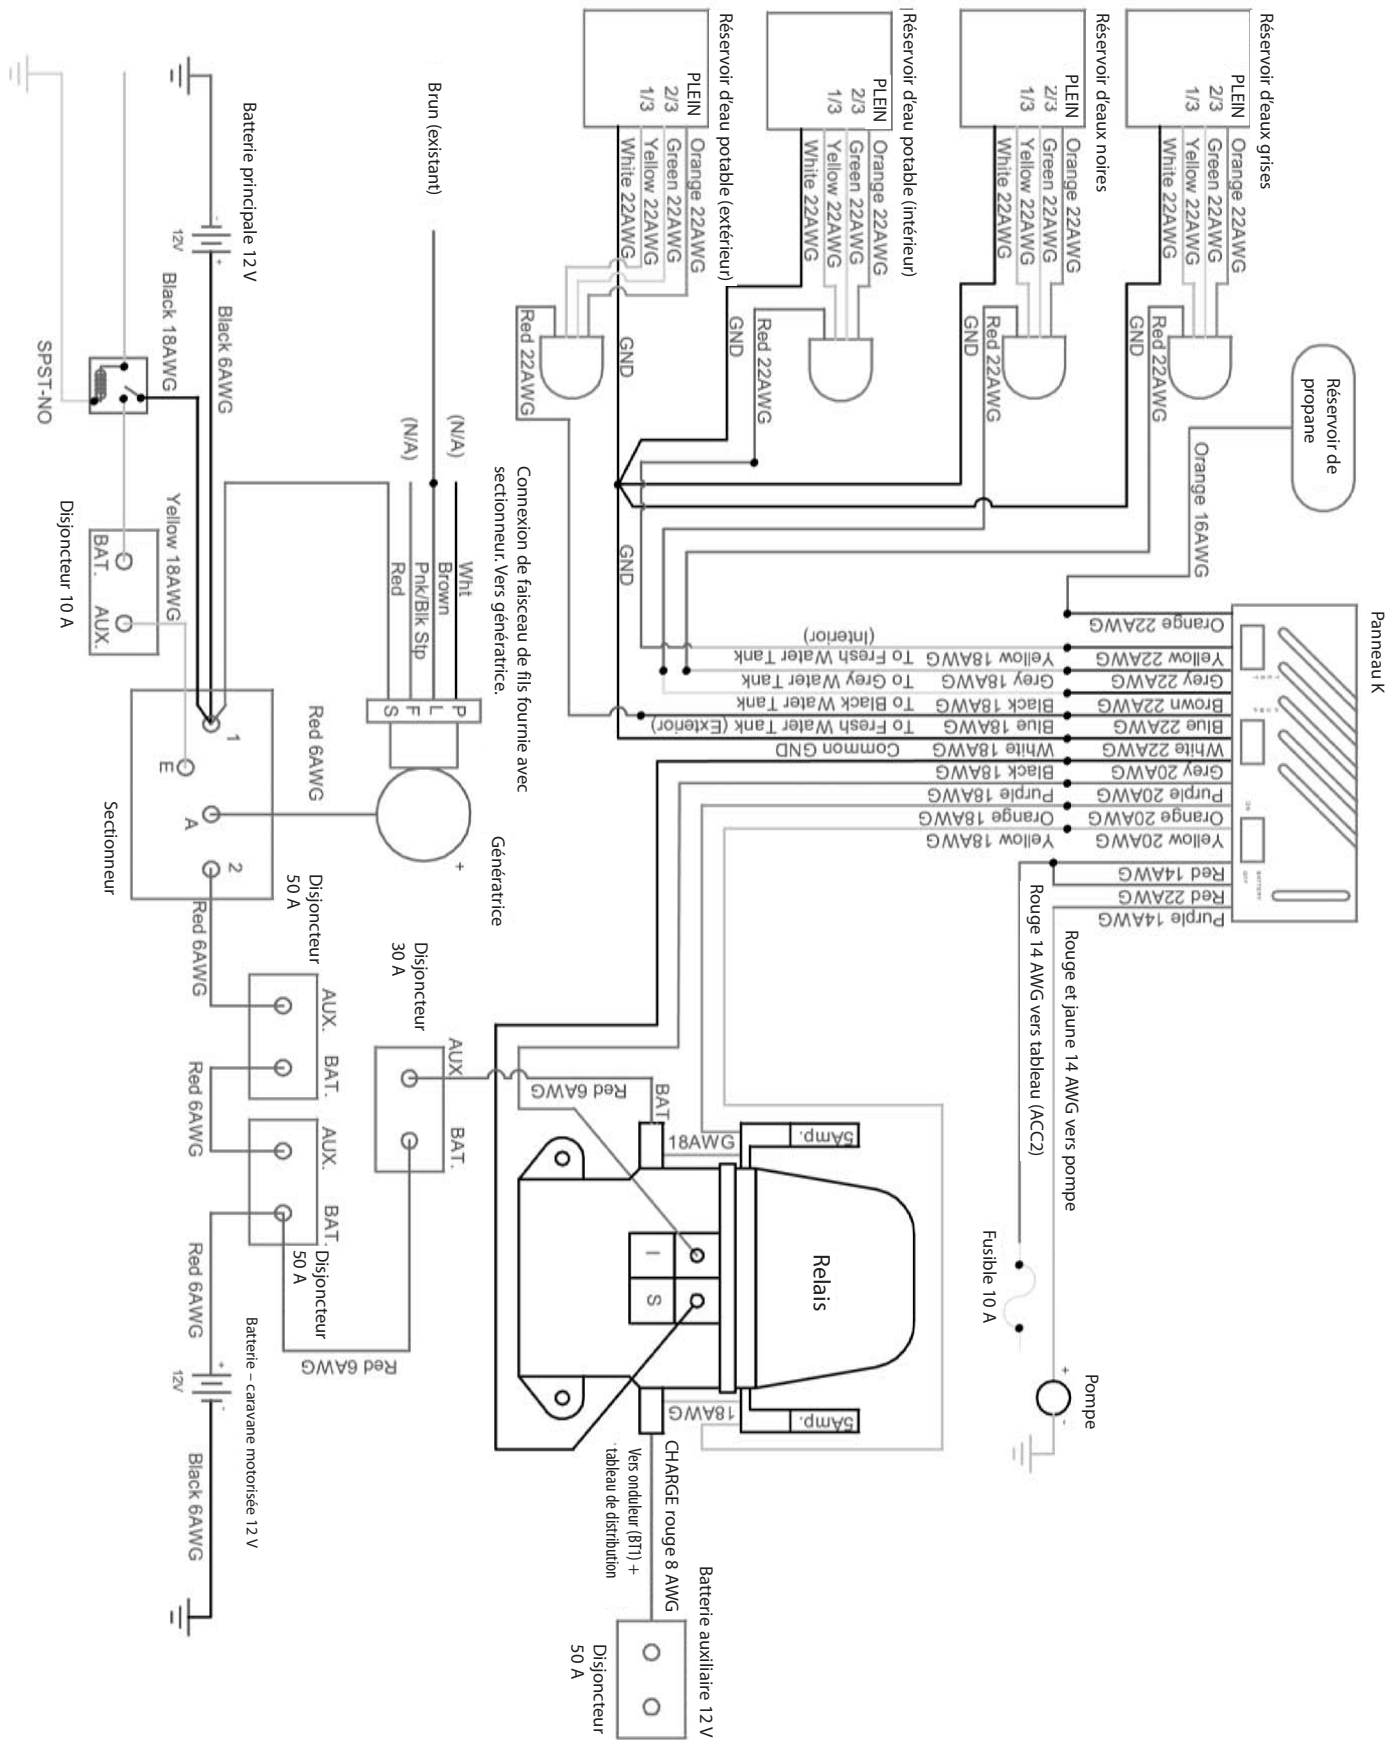 Réservoir d'eaux grises
PLEIN
2/3
1/3
Orange 22AWG
Green 22AWG
Yellow 22AWG
White 22AWG
Red 22AWG
GND
Réservoir d'eaux noires
PLEIN
2/3
1/3
Orange 22AWG
Green 22AWG
Yellow 22AWG
White 22AWG
Red 22AWG
GND
Réservoir d'eau potable (intérieur)
PLEIN
2/3
1/3
Orange 22AWG
Green 22AWG
Yellow 22AWG
White 22AWG
Red 22AWG
GND
Réservoir d'eau potable (extérieur)
PLEIN
2/3
1/3
Orange 22AWG
Green 22AWG
Yellow 22AWG
White 22AWG
Red 22AWG
GND
GND
Réservoir de
propane
Orange 16AWG
Panneau K
Orange 22AWG
Yellow 22AWG
Grey 22AWG
Brown 22AWG
Blue 22AWG
White 22AWG
Grey 20AWG
Purple 20AWG
Orange 20AWG
Yellow 20AWG
Red 14AWG
Red 22AWG
Purple 14AWG
ON
OFF
BATTERY
Yellow 18AWG To Fresh Water Tank
(Interior)
Grey 18AWG To Grey Water Tank
Black 18AWG To Black Water Tank
Blue 18AWG To Fresh Water Tank (Exterior)
White 18AWG Common GND
Black 18AWG
Purple 18AWG
Orange 18AWG
Yellow 18AWG
Rouge et jaune 14 AWG vers pompe
Rouge 14 AWG vers tableau (ACC2)
Fusible 10 A
Pompe
+
-
Brun (existant)
(N/A)
(N/A)
Connexion de faisceau de fils fournie avec
sectionneur. Vers génératrice.
Wht
Brown
Pnk/Blk Stp
Red
P
L
F
S
Génératrice
+
Red 6AWG
Batterie principale 12 V
-
+
12V
Black 6AWG
Black 18AWG
SPST-NO
Yellow 18AWG
BAT.
AUX.
Disjoncteur 10 A
1
E
A
2
Sectionneur
Red 6AWG
Disjoncteur
50 A
AUX.
BAT.
Red 6AWG
AUX.
BAT.
Disjoncteur
50 A
Disjoncteur
30 A
AUX.
BAT.
Red 6AWG
Red 6AWG
Red 6AWG
+
-
12V
Batterie – caravane motorisée 12 V
Black 6AWG
BAT
18AWG
5Amp.
I
S
Relais
18AWG
5Amp.
CHARGE rouge 8 AWG
Vers onduleur (BT1) +
tableau de distribution
Batterie auxiliaire 12 V
Disjoncteur
50 A